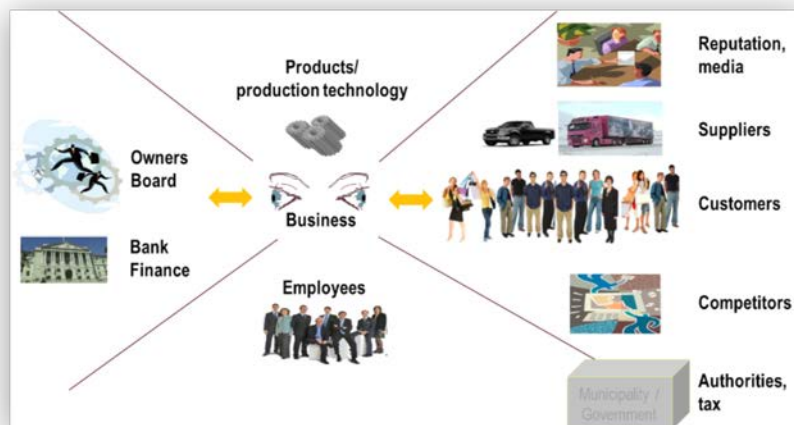 Products/
production technology
Owners
Board
Bank
Finance
Business
Employees
Reputation,
media
Suppliers
Customers
Competitors
Authorities,
tax
Municipality /
Government